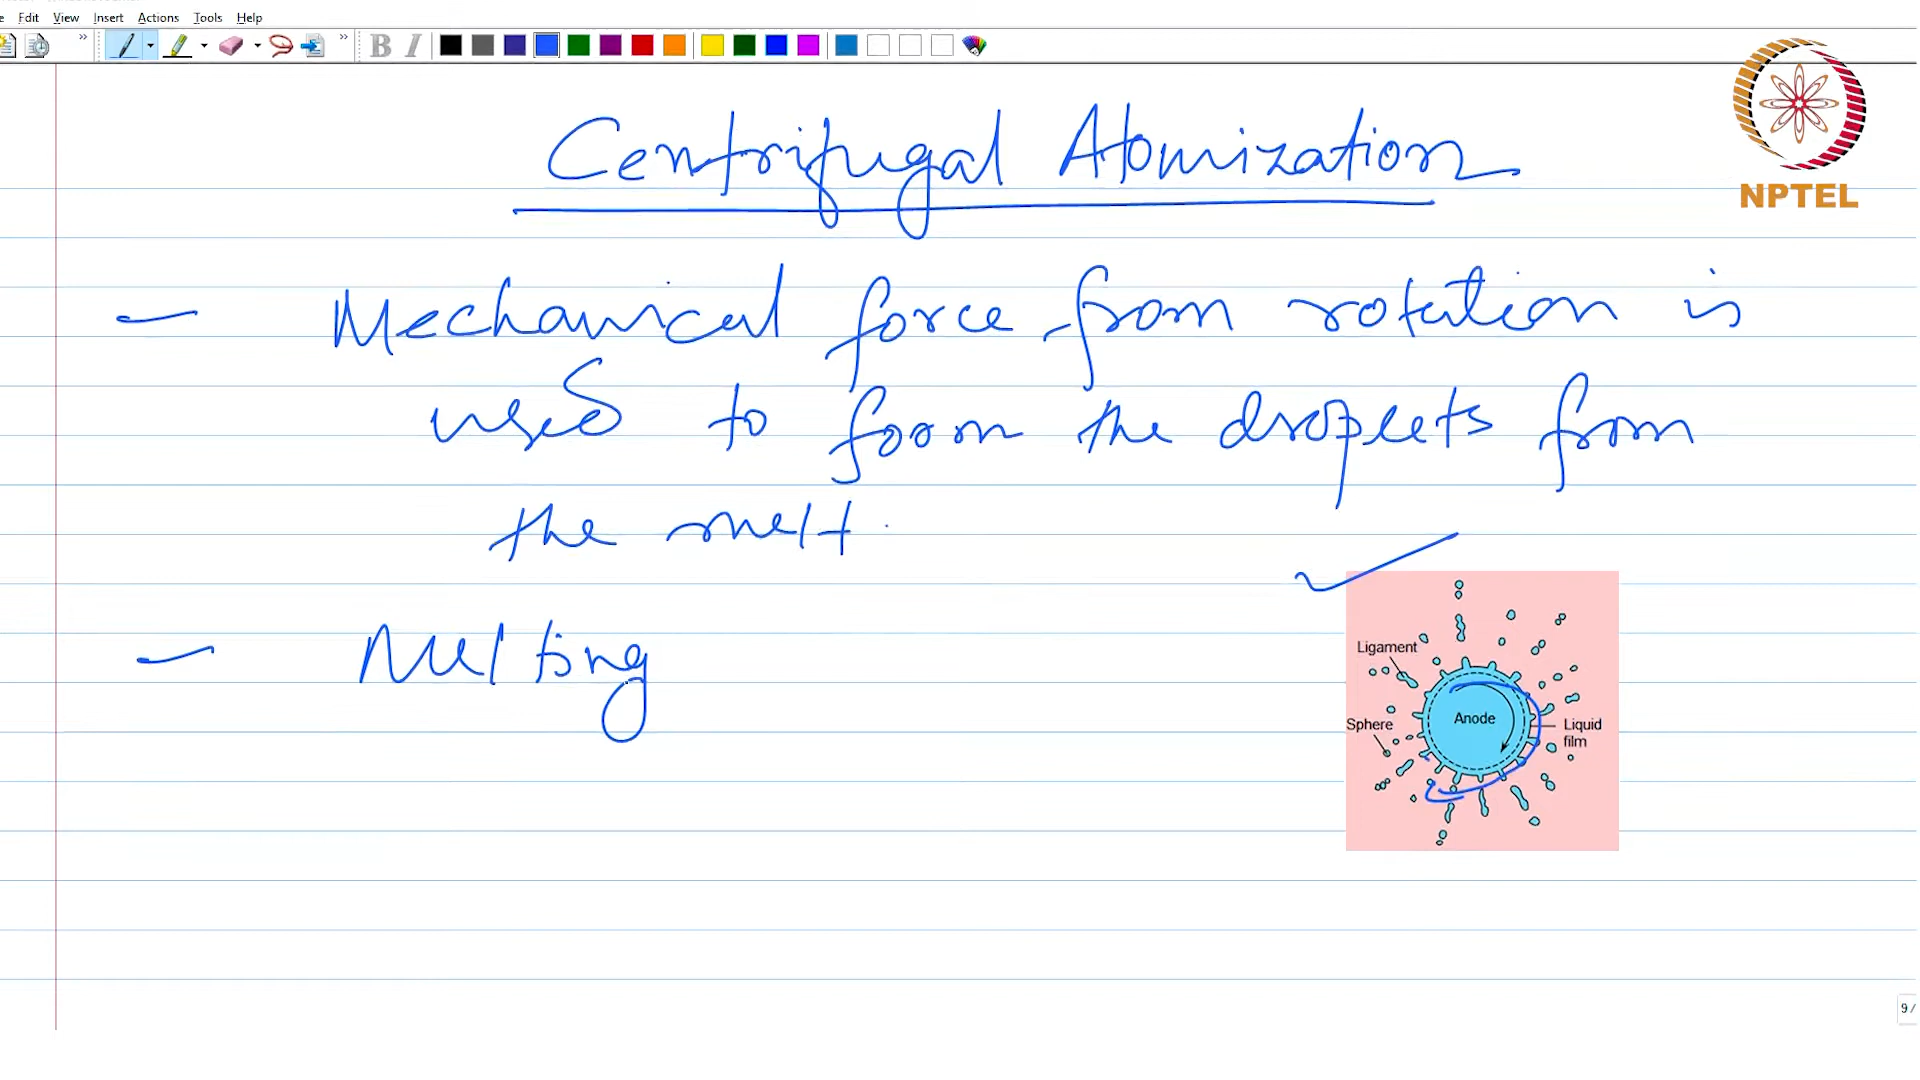 Edit View Insert Actions Tools Help
B I
NPTEL
Centrifugal Atomization
- Mechanical force from rotation is
used to form the droplets from
the melt.
- Melting
Ligament
Anode
Sphere
Liquid
film
9/